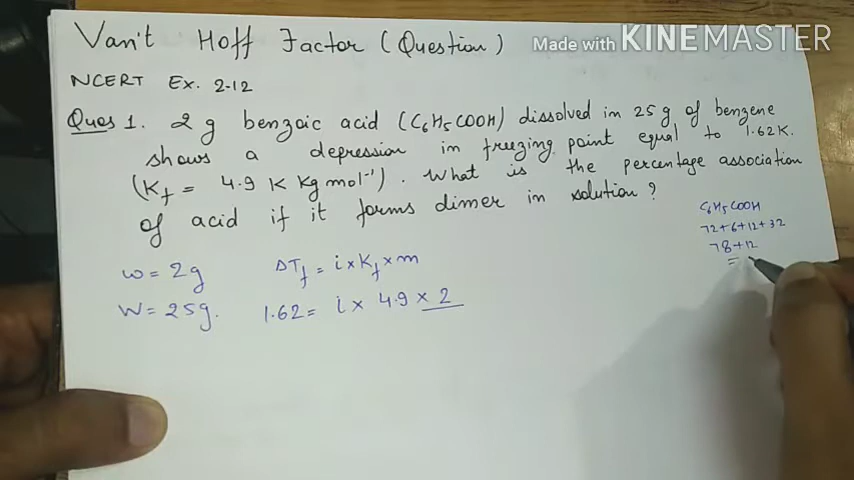 Van't Hoff Factor (Question)
Made with KINEMASTER
NCERT Ex. 2.12
Ques 1. 2 g benzoic acid (C6H5COOH) dissolved in 25 g of benzene
shows a depression in freezing point equal to 1.62K.
(Kf = 4.9 K Kg mol⁻¹). What is the percentage association
of acid if it forms dimer in solution?
C6H5COOH
72+6+12+32
78+12
=
w = 2g
ΔTf = i×Kf×m
W = 25g.
1.62 = i × 4.9 × 2